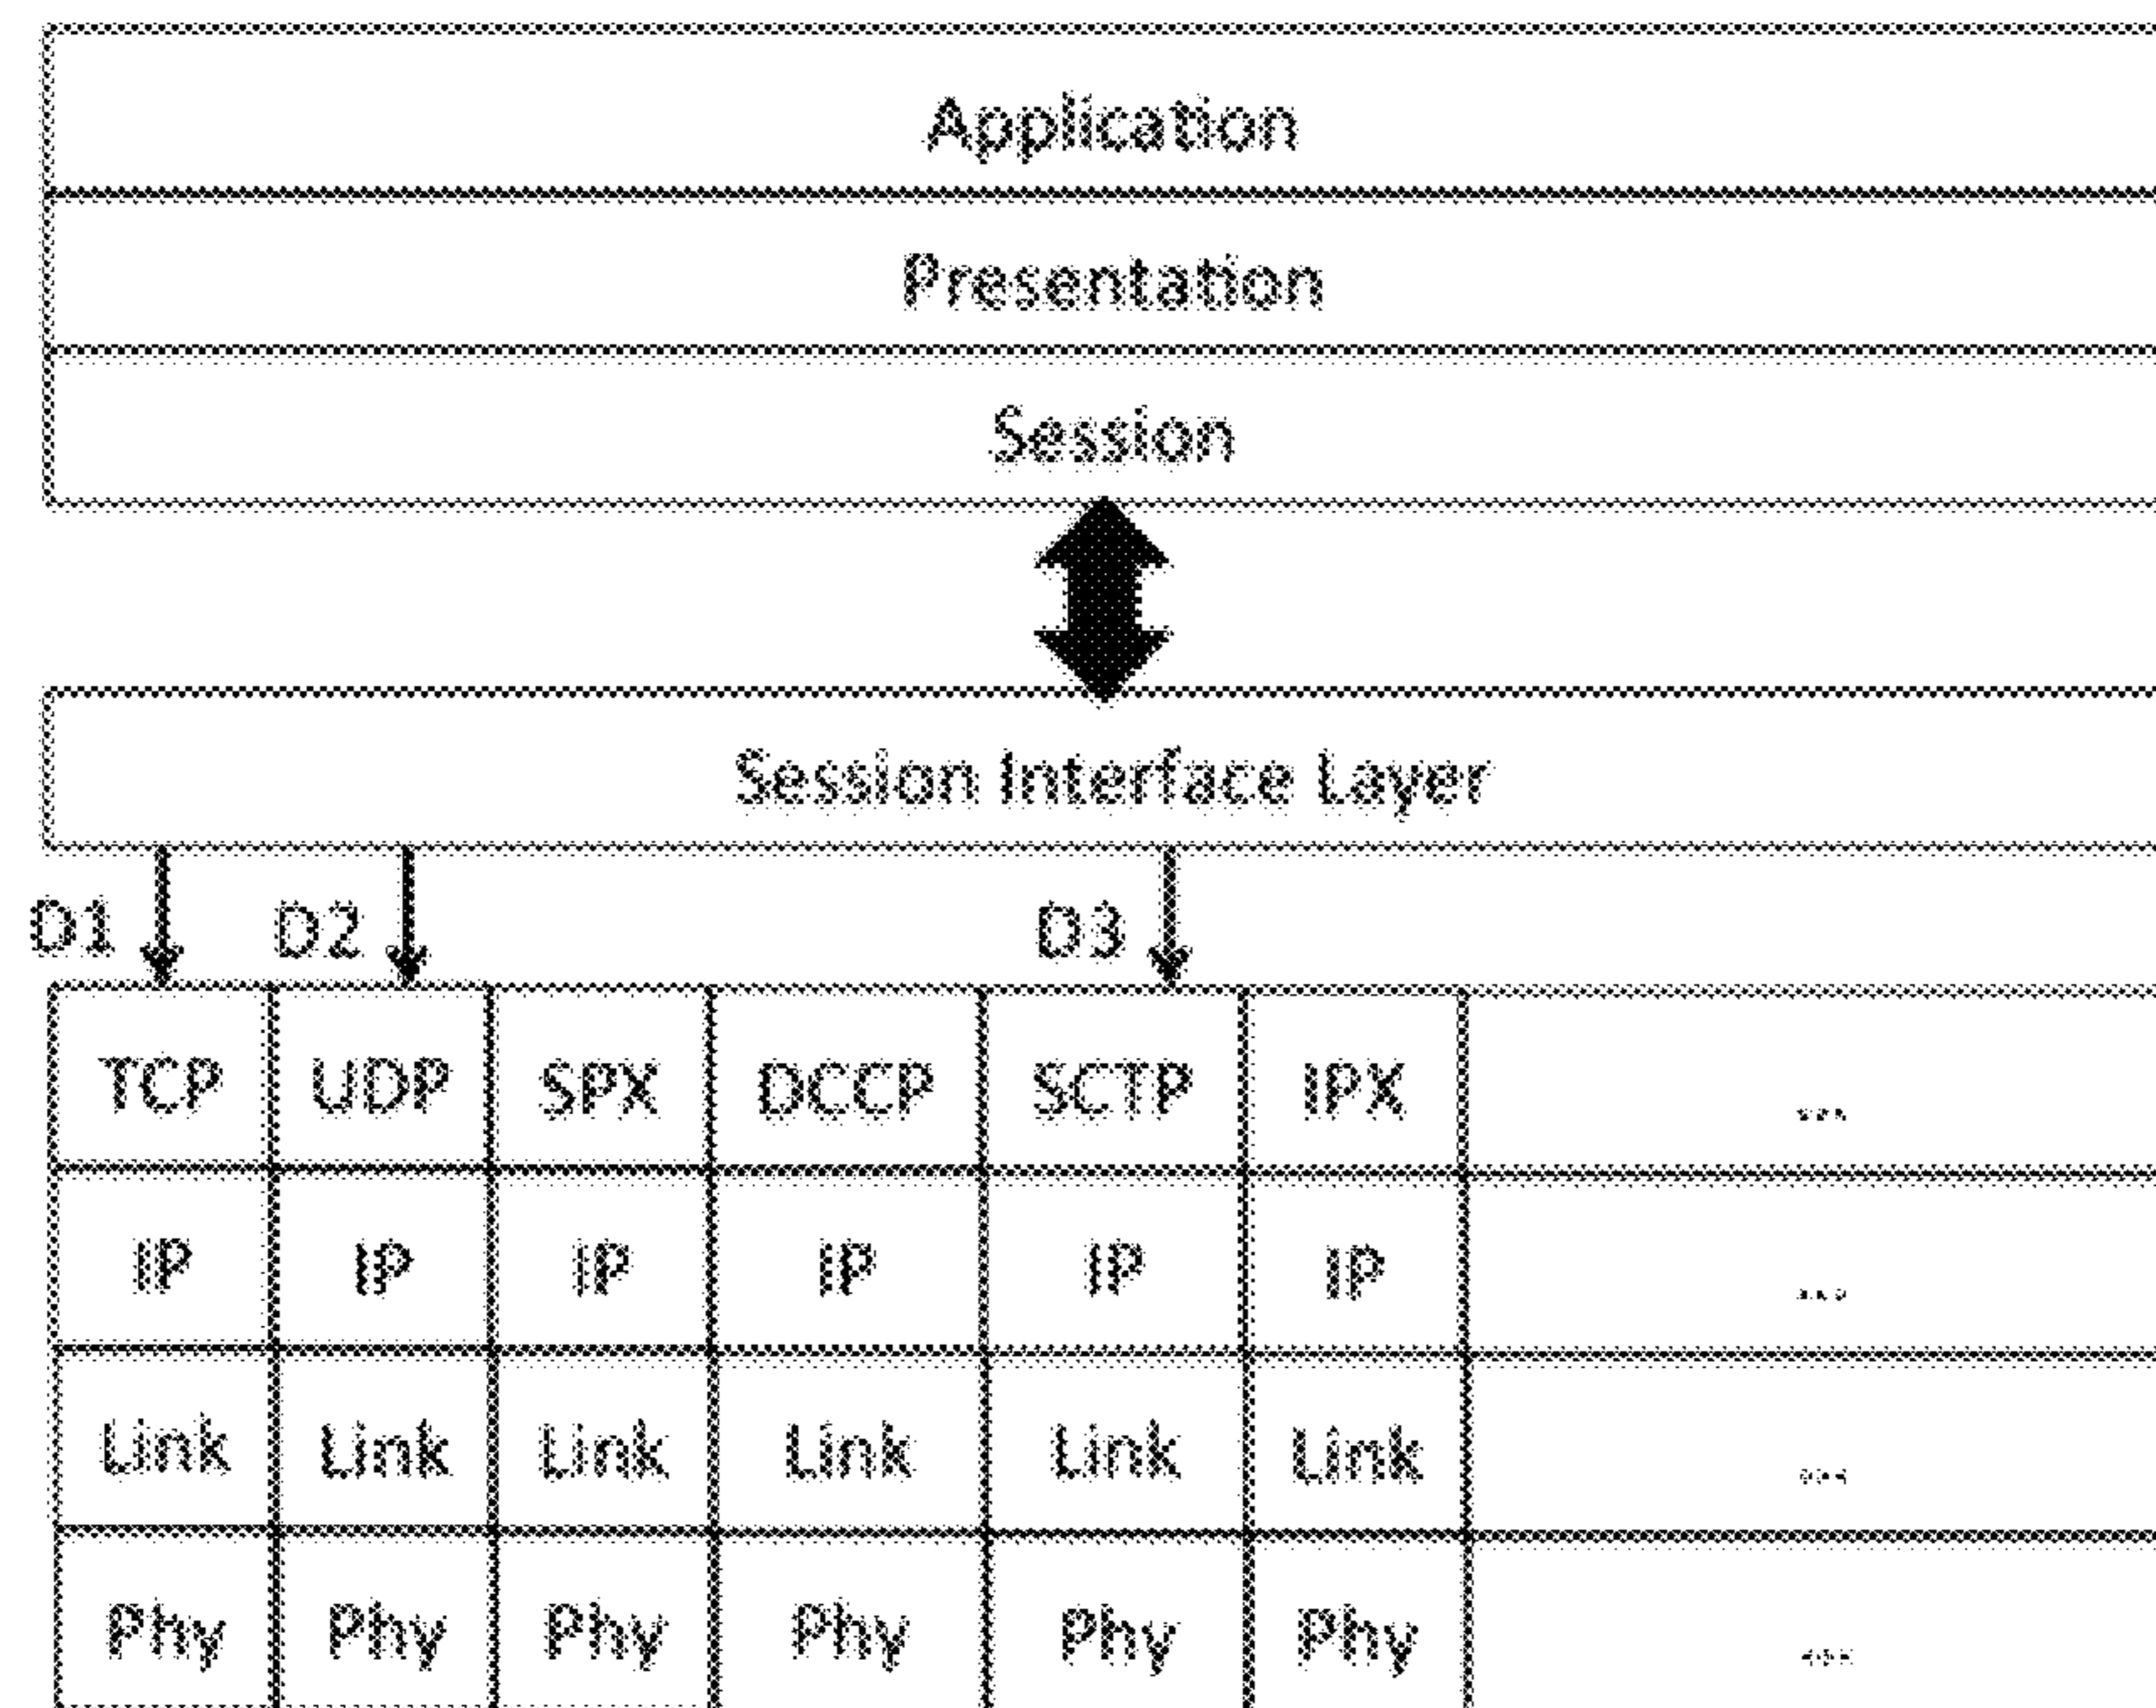 Application
Presentation
Session
Session Interface Layer
D1 D2 D3
TCP UDP SPX DCCP SCTP IPX ...
IP IP IP IP IP IP ...
Link Link Link Link Link Link ...
Phy Phy Phy Phy Phy Phy ...